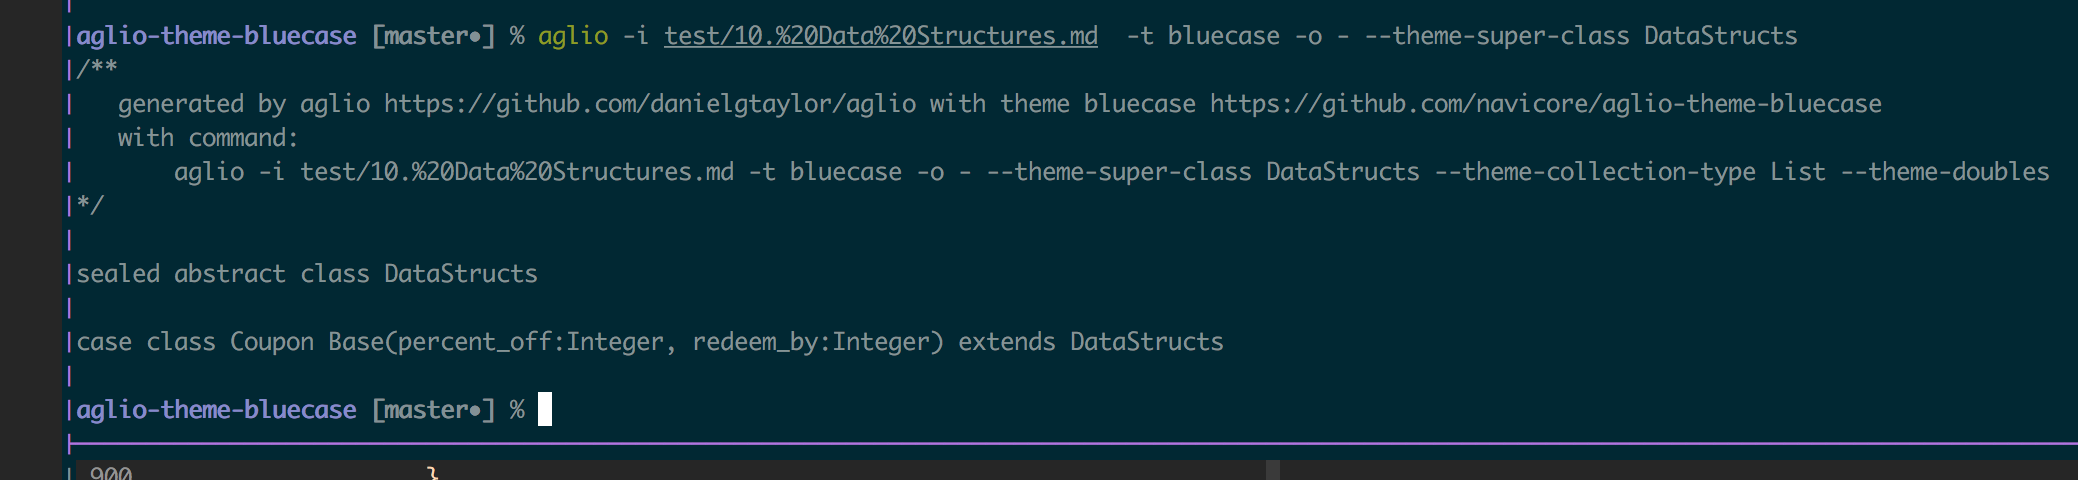 aglio-theme-bluecase [master•] % aglio -i test/10.%20Data%20Structures.md  -t bluecase -o - --theme-super-class DataStructs
/**
   generated by aglio https://github.com/danielgtaylor/aglio with theme bluecase https://github.com/navicore/aglio-theme-bluecase
   with command:
       aglio -i test/10.%20Data%20Structures.md -t bluecase -o - --theme-super-class DataStructs --theme-collection-type List --theme-doubles
*/
sealed abstract class DataStructs
case class Coupon Base(percent_off:Integer, redeem_by:Integer) extends DataStructs
aglio-theme-bluecase [master•] %
900 }